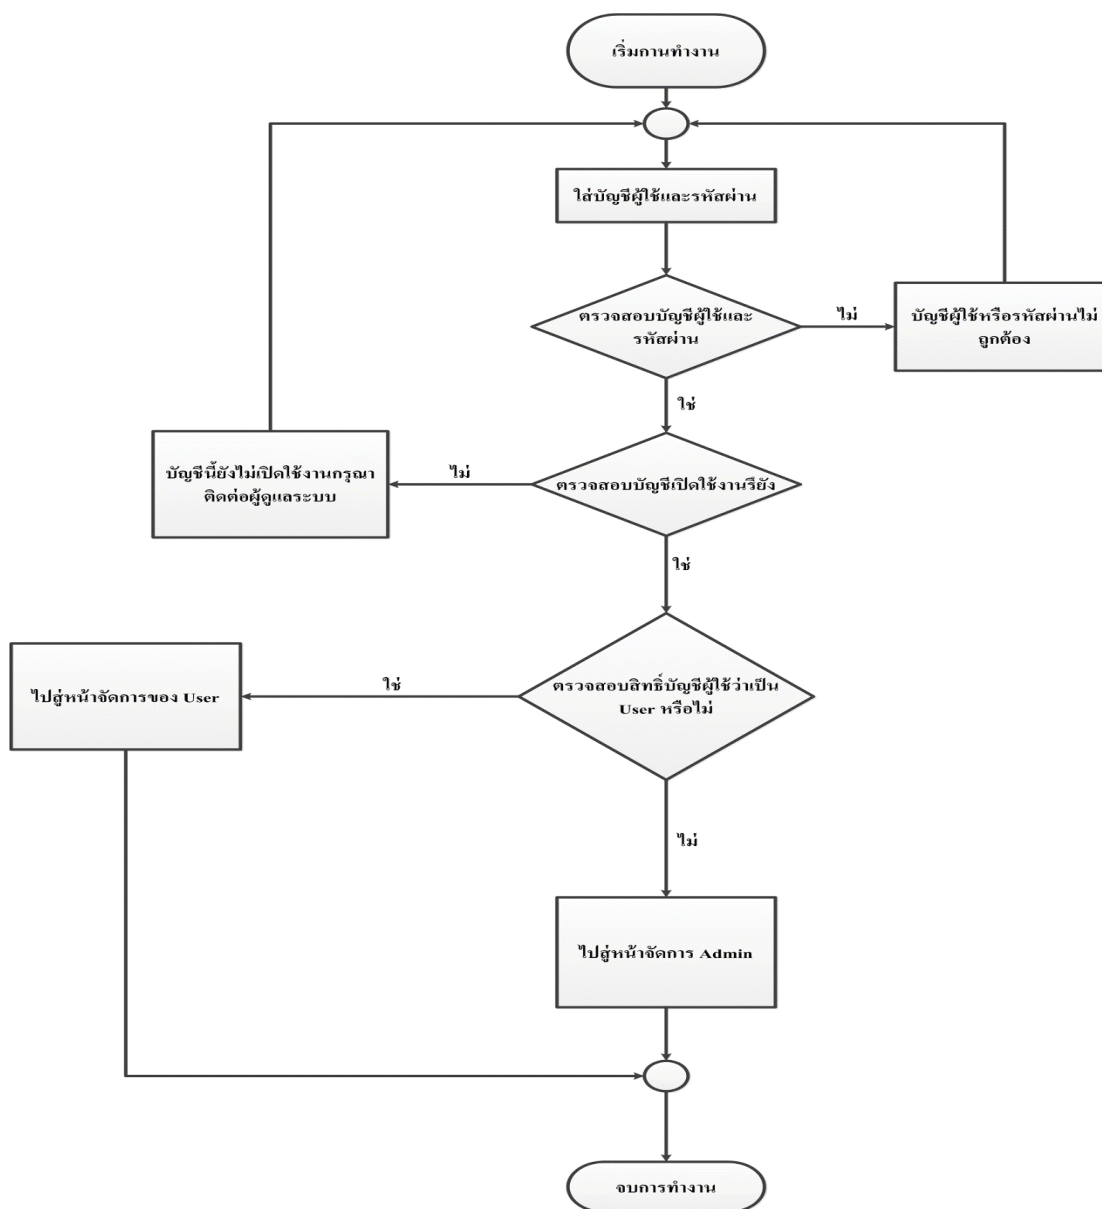 เริ่มกานทำงาน
ใส่บัญชีผู้ใช้และรหัสผ่าน
ตรวจสอบบัญชีผู้ใช้และ
รหัสผ่าน
ไม่
บัญชีผู้ใช้หรือรหัสผ่านไม่
ถูกต้อง
ใช่
ตรวจสอบบัญชีเปิดใช้งานรึยัง
ไม่
บัญชีนี้ยังไม่เปิดใช้งานกรุณา
ติดต่อผู้ดูแลระบบ
ใช่
ตรวจสอบสิทธิ์บัญชีผู้ใช้ว่าเป็น
User หรือไม่
ใช่
ไปสู่หน้าจัดการของ User
ไม่
ไปสู่หน้าจัดการ Admin
จบการทำงาน